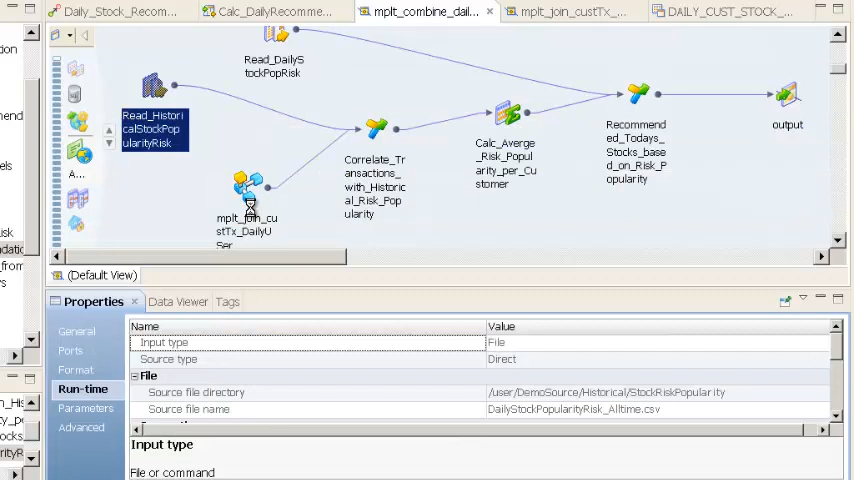 Daily_Stock_Recom...
Calc_DailyRecomme...
mplt_combine_dail...
mplt_join_custTx_...
DAILY_CUST_STOCK_...
Read_DailyS
tockPopRisk
Read_Histori
calStockPop
ularityRisk
A...
mplt_join_cu
stTx_DailyU
Ser
Correlate_Tr
ansactions_
with_Historic
al_Risk_Pop
ularity
Calc_Averge
_Risk_Popul
arity_per_Cu
stomer
Recommend
ed_Todays_
Stocks_base
d_on_Risk_P
opularity
output
(Default View)
Properties
Data Viewer
Tags
General
Ports
Format
Run-time
Parameters
Advanced
Name Value
Input type File
Source type Direct
File
Source file directory /user/DemoSource/Historical/StockRiskPopularity
Source file name DailyStockPopularityRisk_Alltime.csv
Input type
File or command